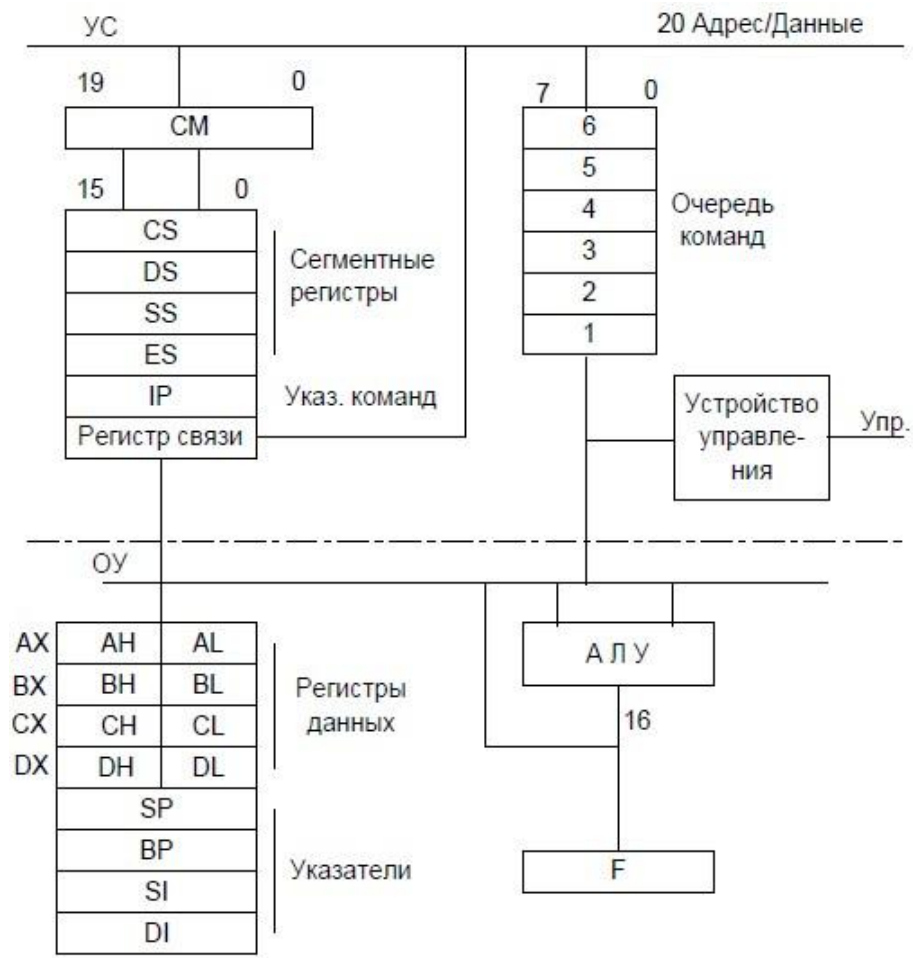 УС
20 Адрес/Данные
19 0
СМ
15 0
CS
DS
SS
ES
IP
Регистр связи
Сегментные
регистры
Указ. команд
7 0
6
5
4
3
2
1
Очередь
команд
Устройство
управле-
ния
Упр.
ОУ
AX AH AL
BX BH BL
CX CH CL
DX DH DL
SP
BP
SI
DI
Регистры
данных
Указатели
А Л У
16
F